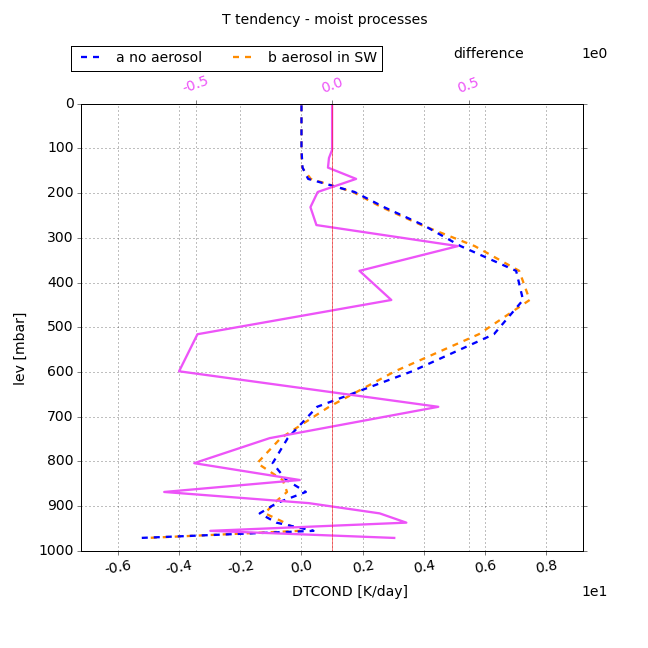 T tendency - moist processes
a no aerosol b aerosol in SW difference 1e0
-0.5 0.0 0.5
0
100
200
300
400
500
600
700
800
900
1000
lev [mbar]
-0.6 -0.4 -0.2 0.0 0.2 0.4 0.6 0.8
DTCOND [K/day] 1e1